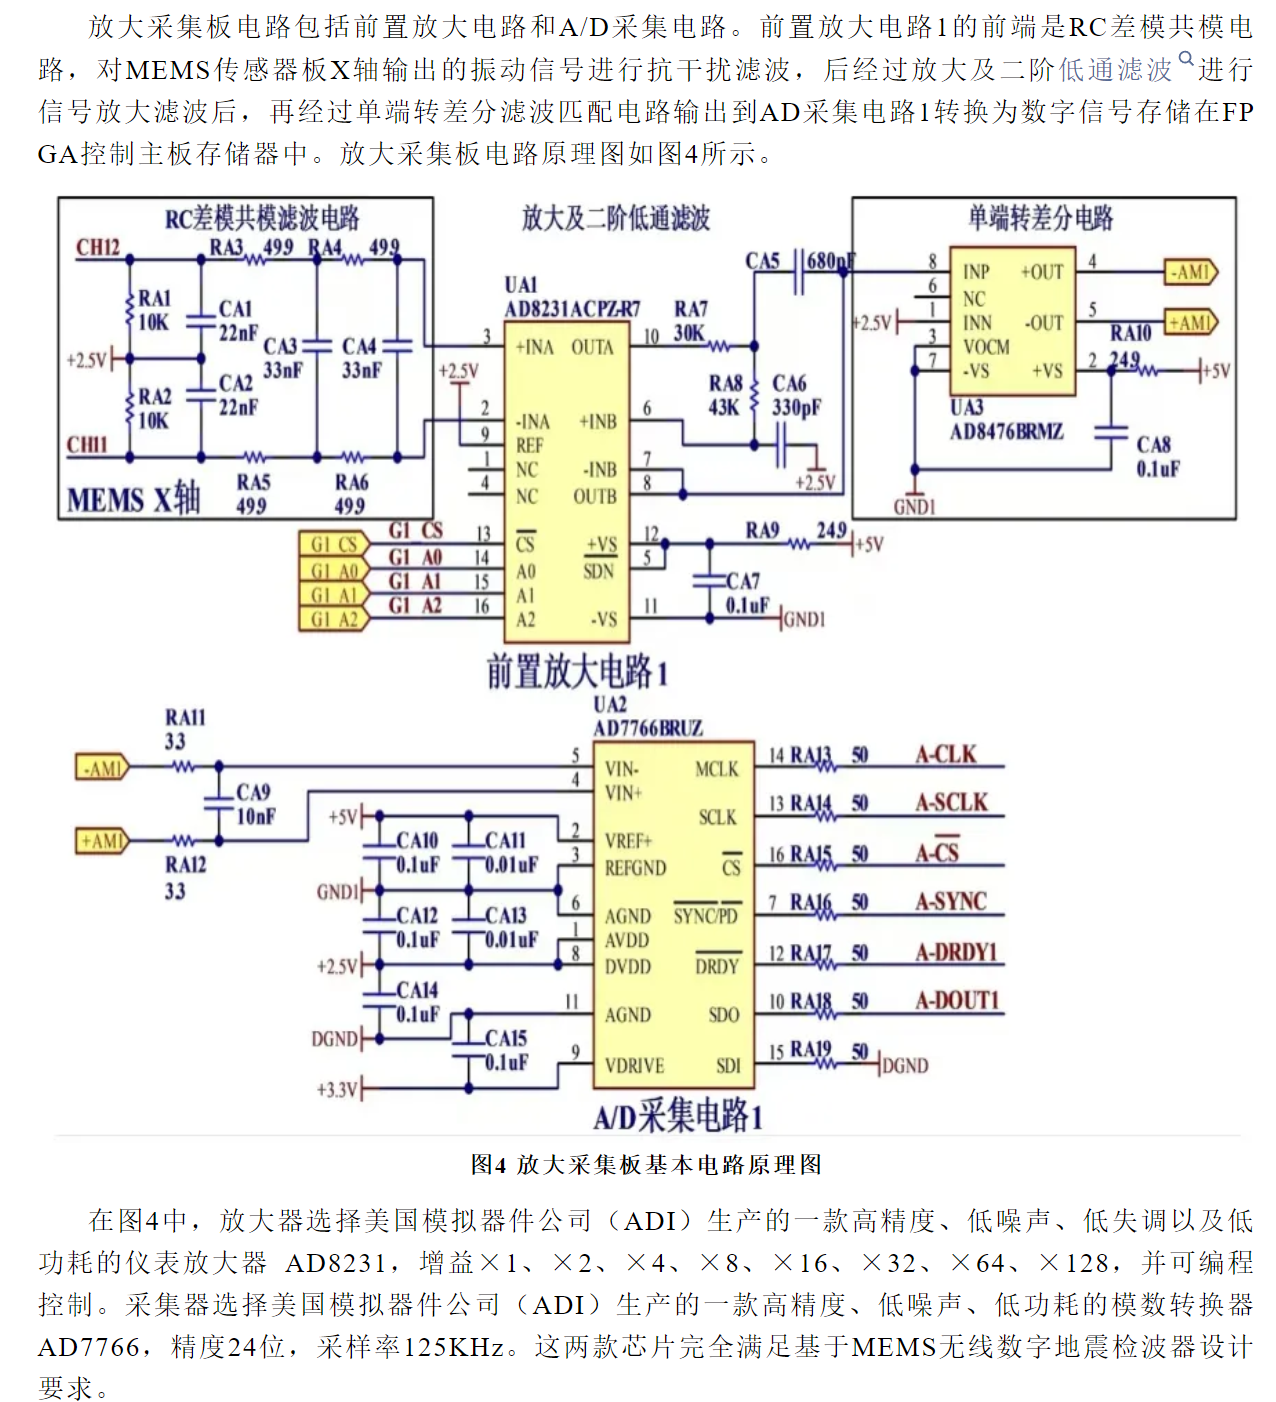 放大采集板电路包括前置放大电路和A/D采集电路。前置放大电路1的前端是RC差模共模电
路，对MEMS传感器板X轴输出的振动信号进行抗干扰滤波，后经过放大及二阶低通滤波进行
信号放大滤波后，再经过单端转差分滤波匹配电路输出到AD采集电路1转换为数字信号存储在FP
GA控制主板存储器中。放大采集板电路原理图如图4所示。
RC差模共模滤波电路
CH12
RA3 499 RA4 499
RA1
10K
CA1
22nF
CA3
33nF
CA4
33nF
+2.5V
RA2
10K
CA2
22nF
CH11
RA5
499
RA6
499
MEMS X轴
放大及二阶低通滤波
UA1
AD8231ACPZ-R7
+2.5V
3 +INA OUTA 10
2 -INA +INB 6
9 REF
1 NC -INB 7
4 NC OUTB 8
13 CS +VS 12
14 A0 SDN 5
15 A1
16 A2 -VS 11
G1 CS G1 CS
G1 A0 G1 A0
G1 A1 G1 A1
G1 A2 G1 A2
RA7
30K
CA5 680pF
RA8
43K
CA6
330pF
+2.5V
RA9 249 +5V
CA7
0.1uF GND1
前置放大电路1
单端转差分电路
8 INP +OUT 4 -AM1
6 NC
+2.5V 1 INN -OUT 5 +AM1
3 VOCM
7 -VS +VS 2
RA10
249 +5V
UA3
AD8476BRMZ
CA8
0.1uF
GND1
RA11
33
-AM1
CA9
10nF
+AM1
RA12
33
UA2
AD7766BRUZ
5 VIN- MCLK 14 RA13 50 A-CLK
4 VIN+
SCLK 13 RA14 50 A-SCLK
2 VREF+
3 REFGND CS 16 RA15 50 A-CS
6 AGND SYNC/PD 7 RA16 50 A-SYNC
1 AVDD
8 DVDD DRDY 12 RA17 50 A-DRDY1
11 AGND SDO 10 RA18 50 A-DOUT1
9 VDRIVE SDI 15 RA19 50 DGND
+5V
CA10
0.1uF
CA11
0.01uF
GND1
CA12
0.1uF
CA13
0.01uF
+2.5V
CA14
0.1uF
DGND
CA15
0.1uF
+3.3V
A/D采集电路1
图4 放大采集板基本电路原理图
在图4中，放大器选择美国模拟器件公司（ADI）生产的一款高精度、低噪声、低失调以及低
功耗的仪表放大器 AD8231，增益×1、×2、×4、×8、×16、×32、×64、×128，并可编程
控制。采集器选择美国模拟器件公司（ADI）生产的一款高精度、低噪声、低功耗的模数转换器
AD7766，精度24位，采样率125KHz。这两款芯片完全满足基于MEMS无线数字地震检波器设计
要求。